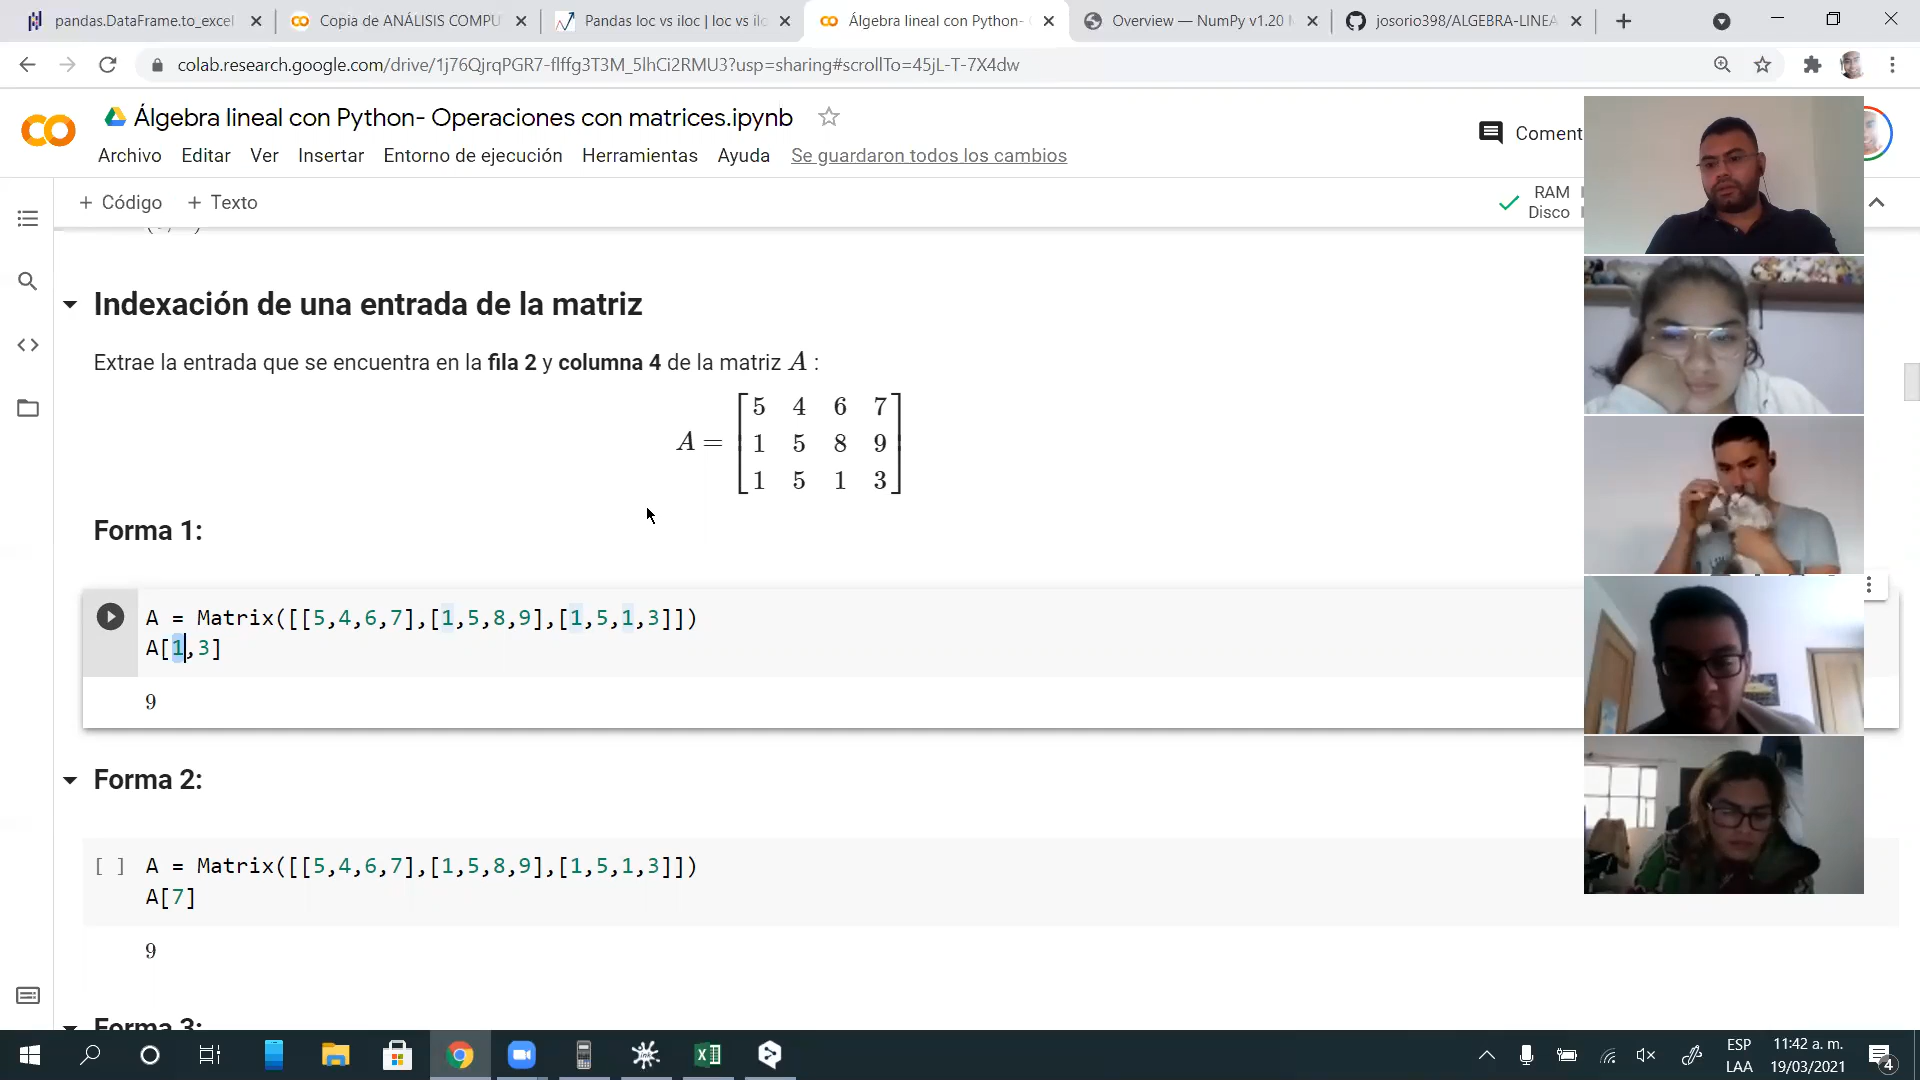 pandas.DataFrame.to_excel
Copia de ANÁLISIS COMPU
Pandas loc vs iloc | loc vs ilo
Álgebra lineal con Python-
Overview — NumPy v1.20
josorio398/ALGEBRA-LINEA
colab.research.google.com/drive/1j76QjrqPGR7-flffg3T3M_5lhCi2RMU3?usp=sharing#scrollTo=45jL-T-7X4dw
Álgebra lineal con Python- Operaciones con matrices.ipynb
Archivo Editar Ver Insertar Entorno de ejecución Herramientas Ayuda Se guardaron todos los cambios
Coment
+ Código + Texto
RAM
Disco
Indexación de una entrada de la matriz
Extrae la entrada que se encuentra en la fila 2 y columna 4 de la matriz A :
5 4 6 7
A = 1 5 8 9
1 5 1 3
Forma 1:
A = Matrix([[5,4,6,7],[1,5,8,9],[1,5,1,3]])
A[1,3]
9
Forma 2:
[ ] A = Matrix([[5,4,6,7],[1,5,8,9],[1,5,1,3]])
A[7]
9
Forma 3:
ESP
LAA
11:42 a. m.
19/03/2021
4